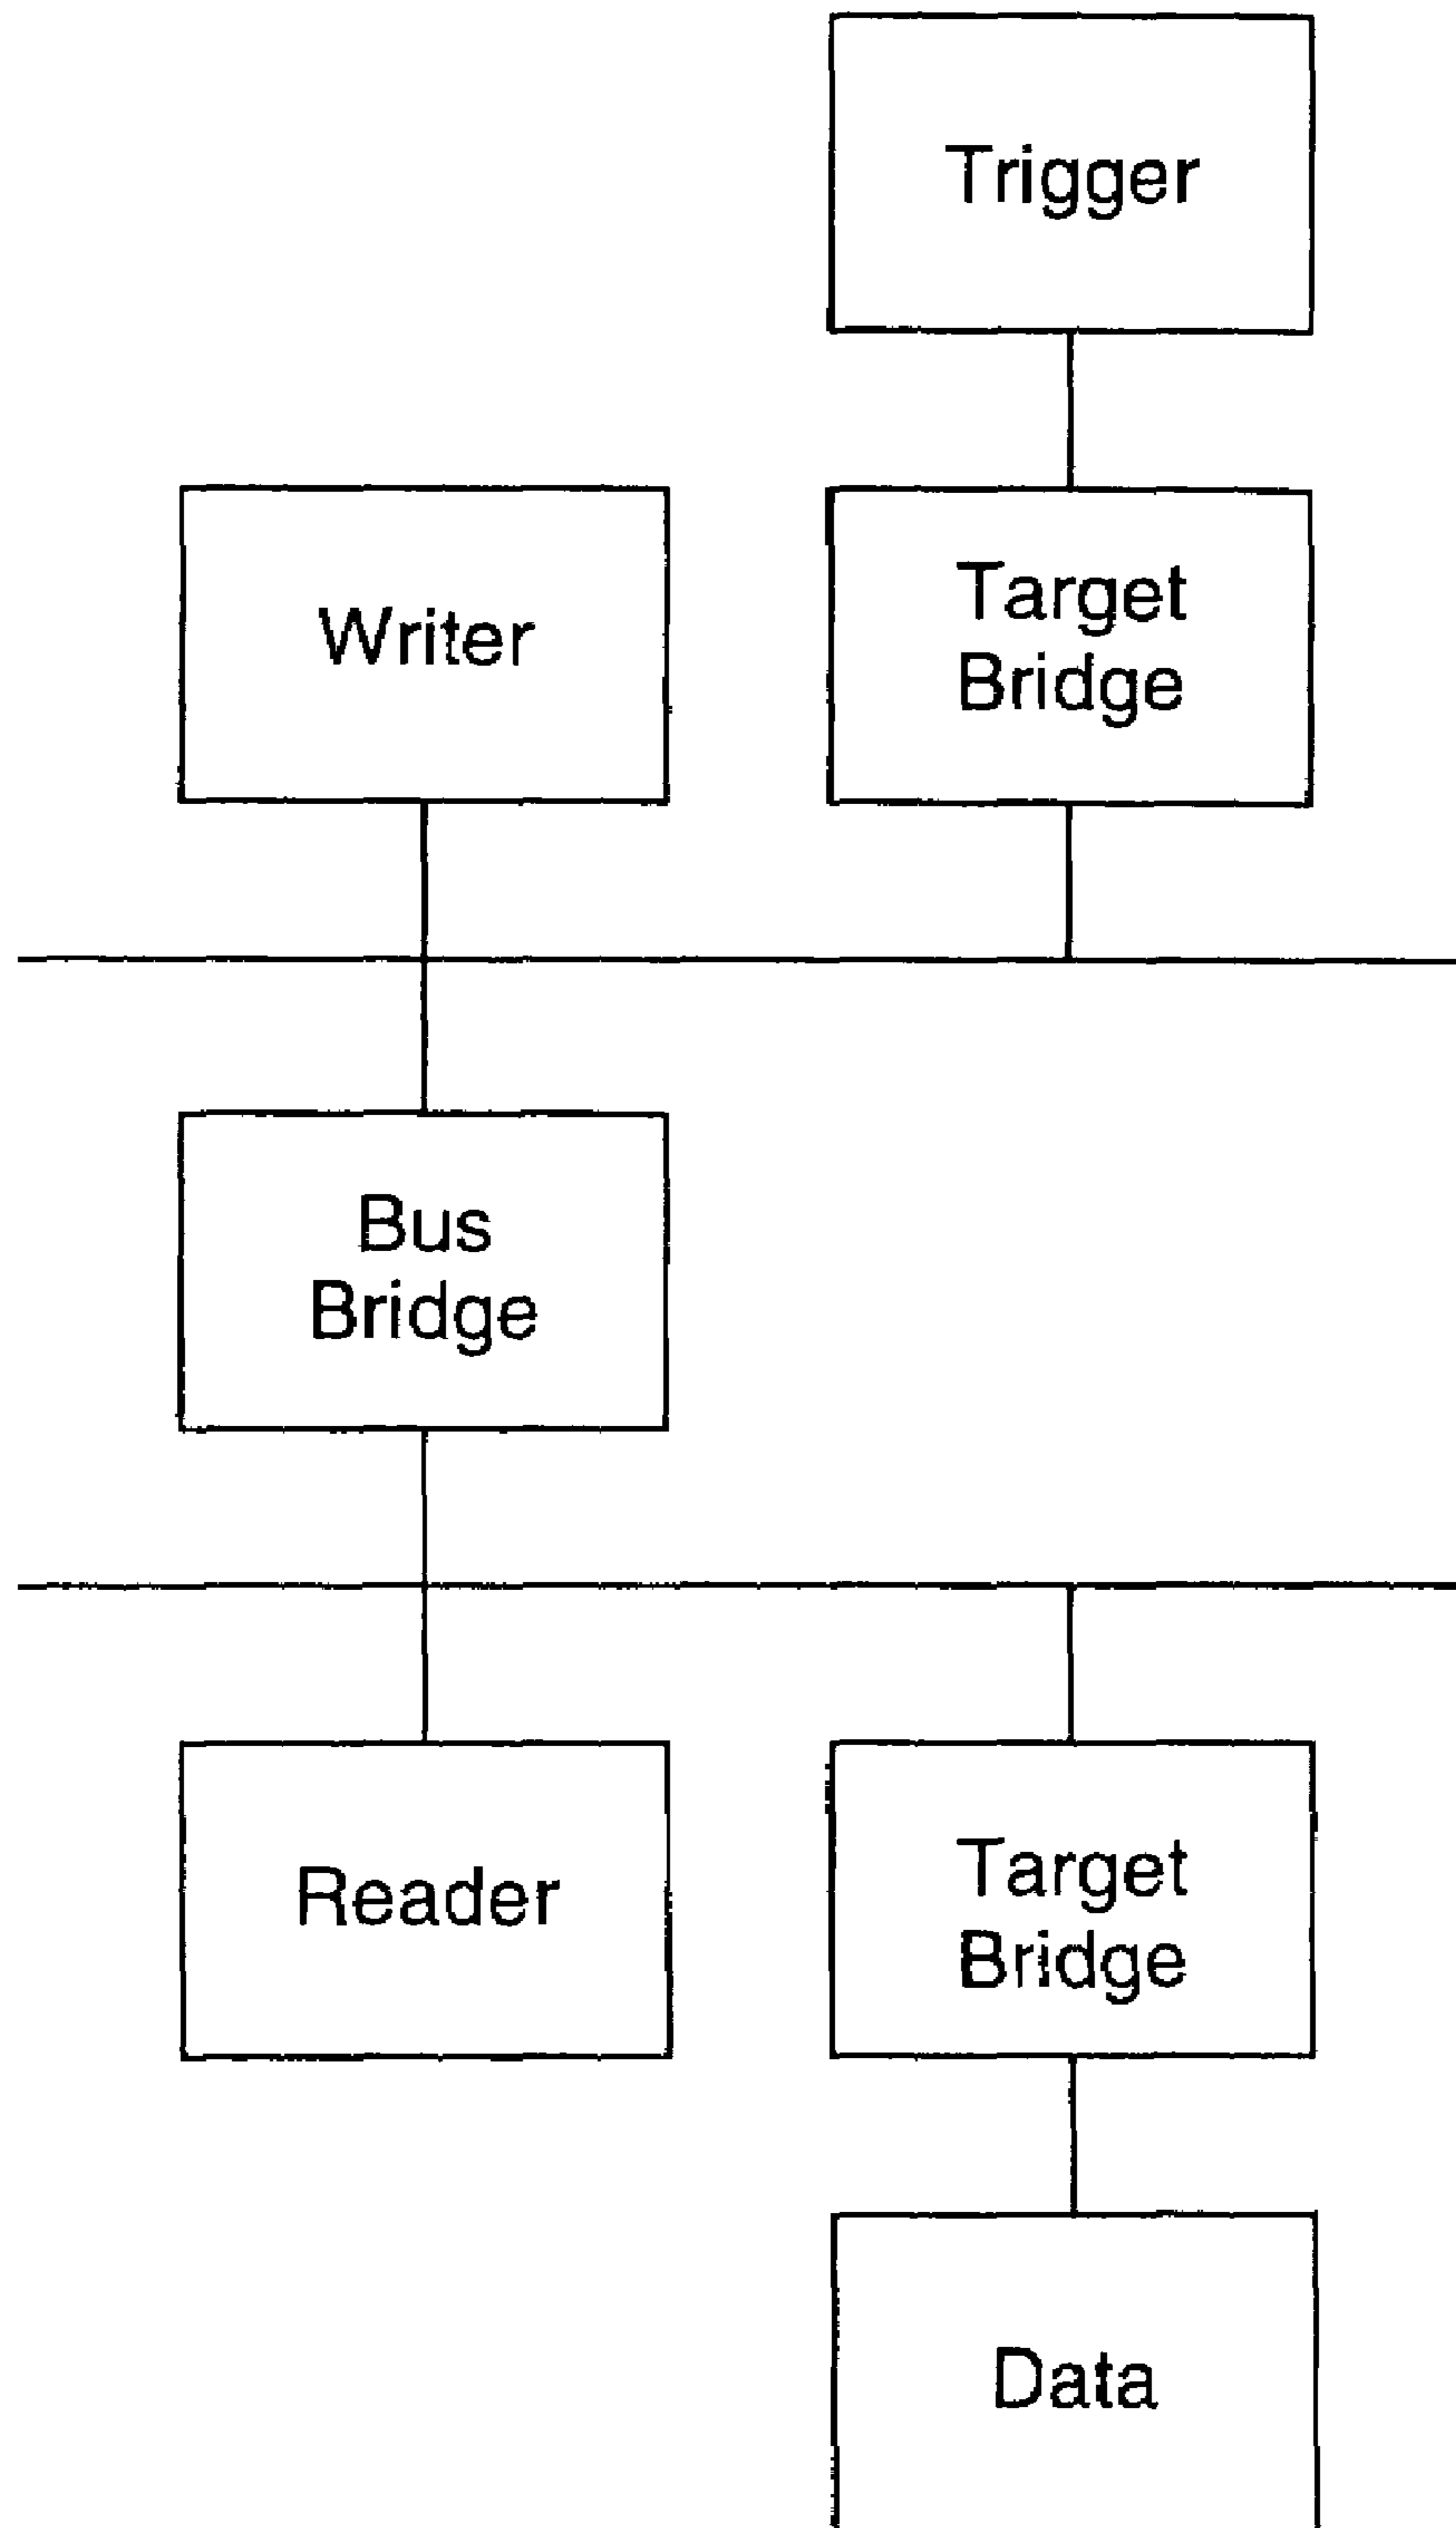 Trigger
Writer
Target
Bridge
Bus
Bridge
Reader
Target
Bridge
Data